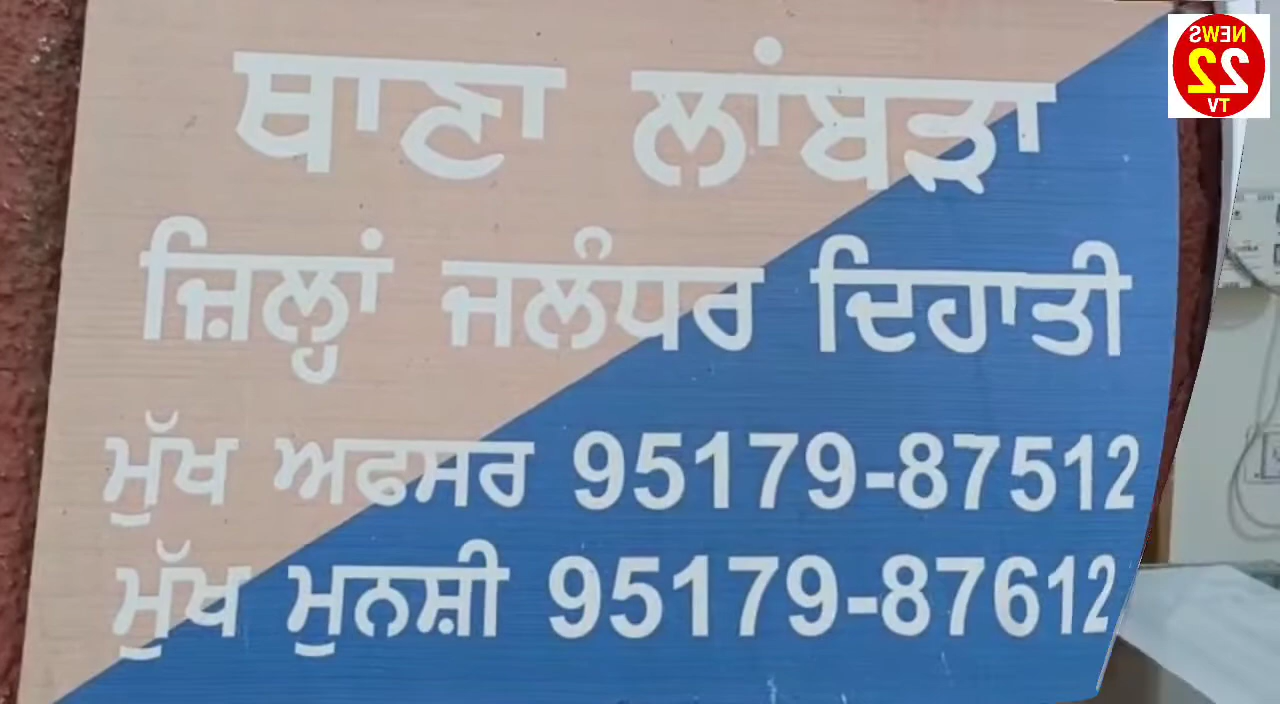 ਥਾਣਾ ਲਾਂਬੜਾ
ਜ਼ਿਲ੍ਹਾਂ ਜਲੰਧਰ ਦਿਹਾਤੀ
ਮੁੱਖ ਅਫਸਰ 95179-87512
ਮੁੱਖ ਮੁਨਸ਼ੀ 95179-87612
NEWS
22
TV